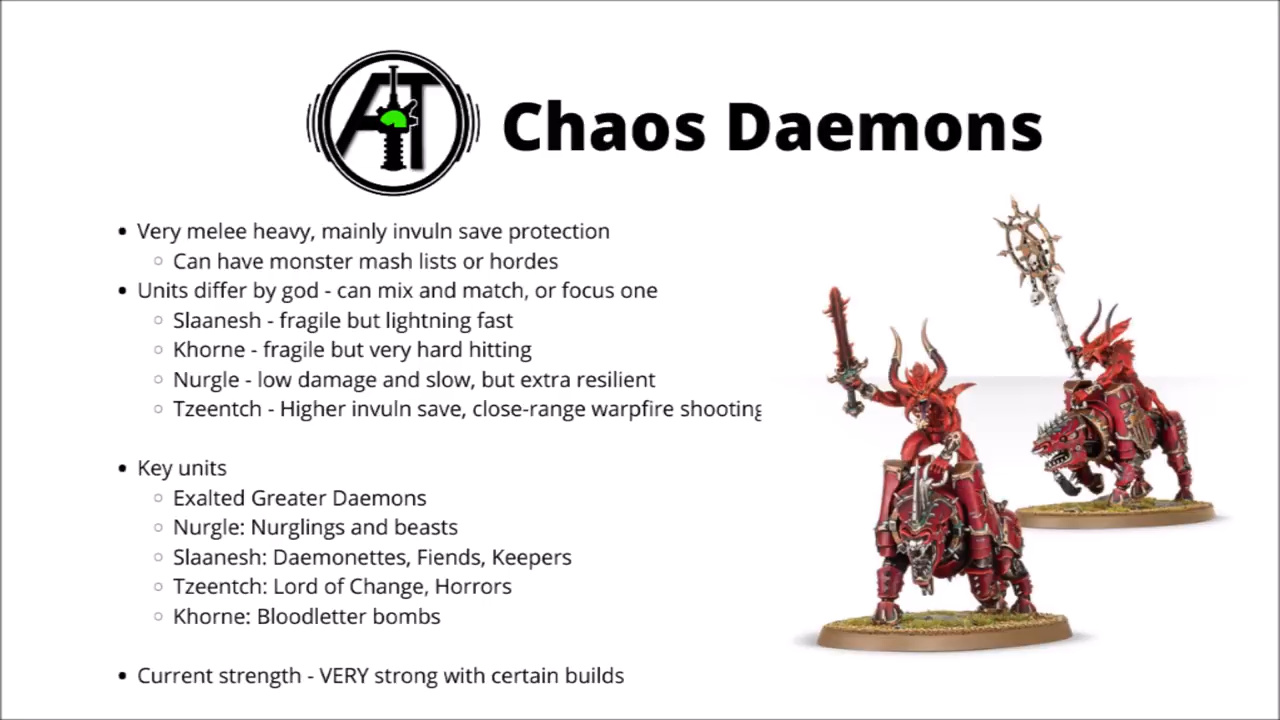 AT
Chaos Daemons
Very melee heavy, mainly invuln save protection
Can have monster mash lists or hordes
Units differ by god - can mix and match, or focus one
Slaanesh - fragile but lightning fast
Khorne - fragile but very hard hitting
Nurgle - low damage and slow, but extra resilient
Tzeentch - Higher invuln save, close-range warpfire shooting
Key units
Exalted Greater Daemons
Nurgle: Nurglings and beasts
Slaanesh: Daemonettes, Fiends, Keepers
Tzeentch: Lord of Change, Horrors
Khorne: Bloodletter bombs
Current strength - VERY strong with certain builds